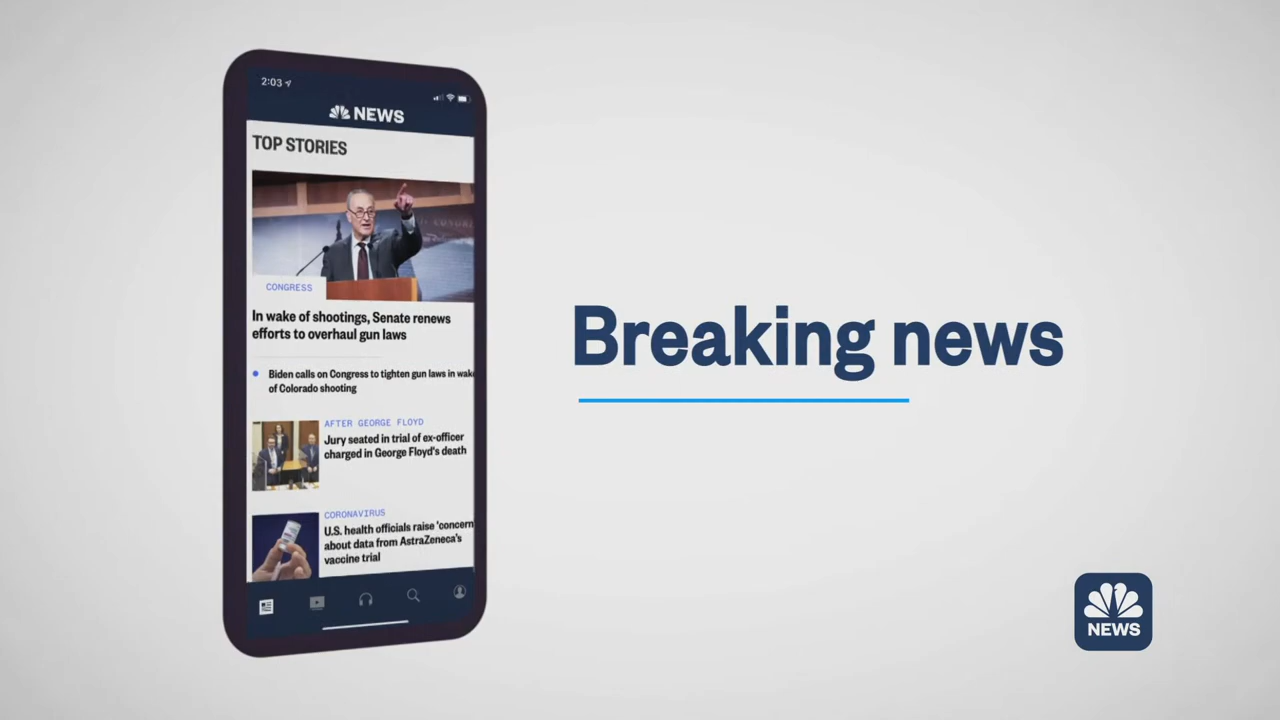 2:03
NEWS
TOP STORIES
CONGRESS
In wake of shootings, Senate renews
efforts to overhaul gun laws
Biden calls on Congress to tighten gun laws in wake
of Colorado shooting
AFTER GEORGE FLOYD
Jury seated in trial of ex-officer
charged in George Floyd's death
CORONAVIRUS
U.S. health officials raise 'concern
about data from AstraZeneca's
vaccine trial
Breaking news
NEWS